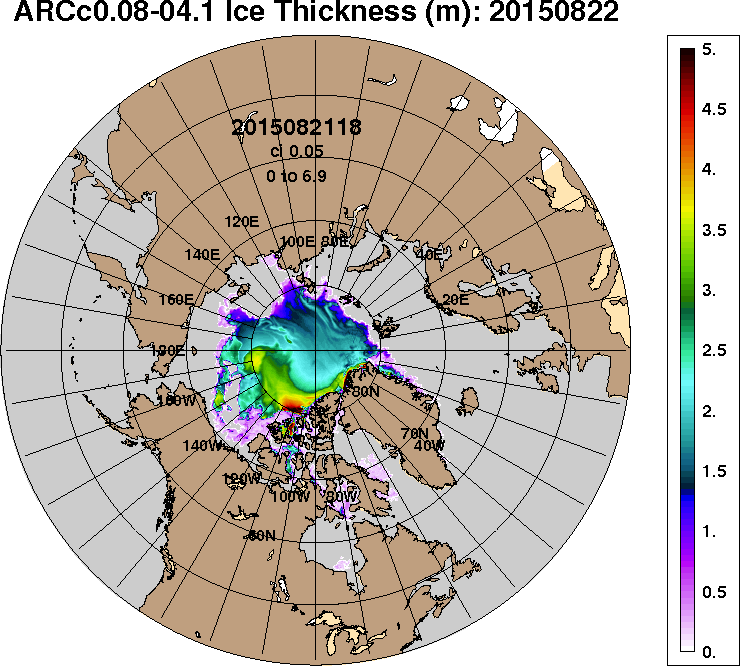 ARCc0.08-04.1 Ice Thickness (m): 20150822
2015082118
ci 0.05
0 to 6.9
120E
100E 80E
140E
40E
160E
20E
180E
160W
80N
140W
70N
40W
120W
100W 80W
60N
5.
4.5
4.
3.5
3.
2.5
2.
1.5
1.
0.5
0.